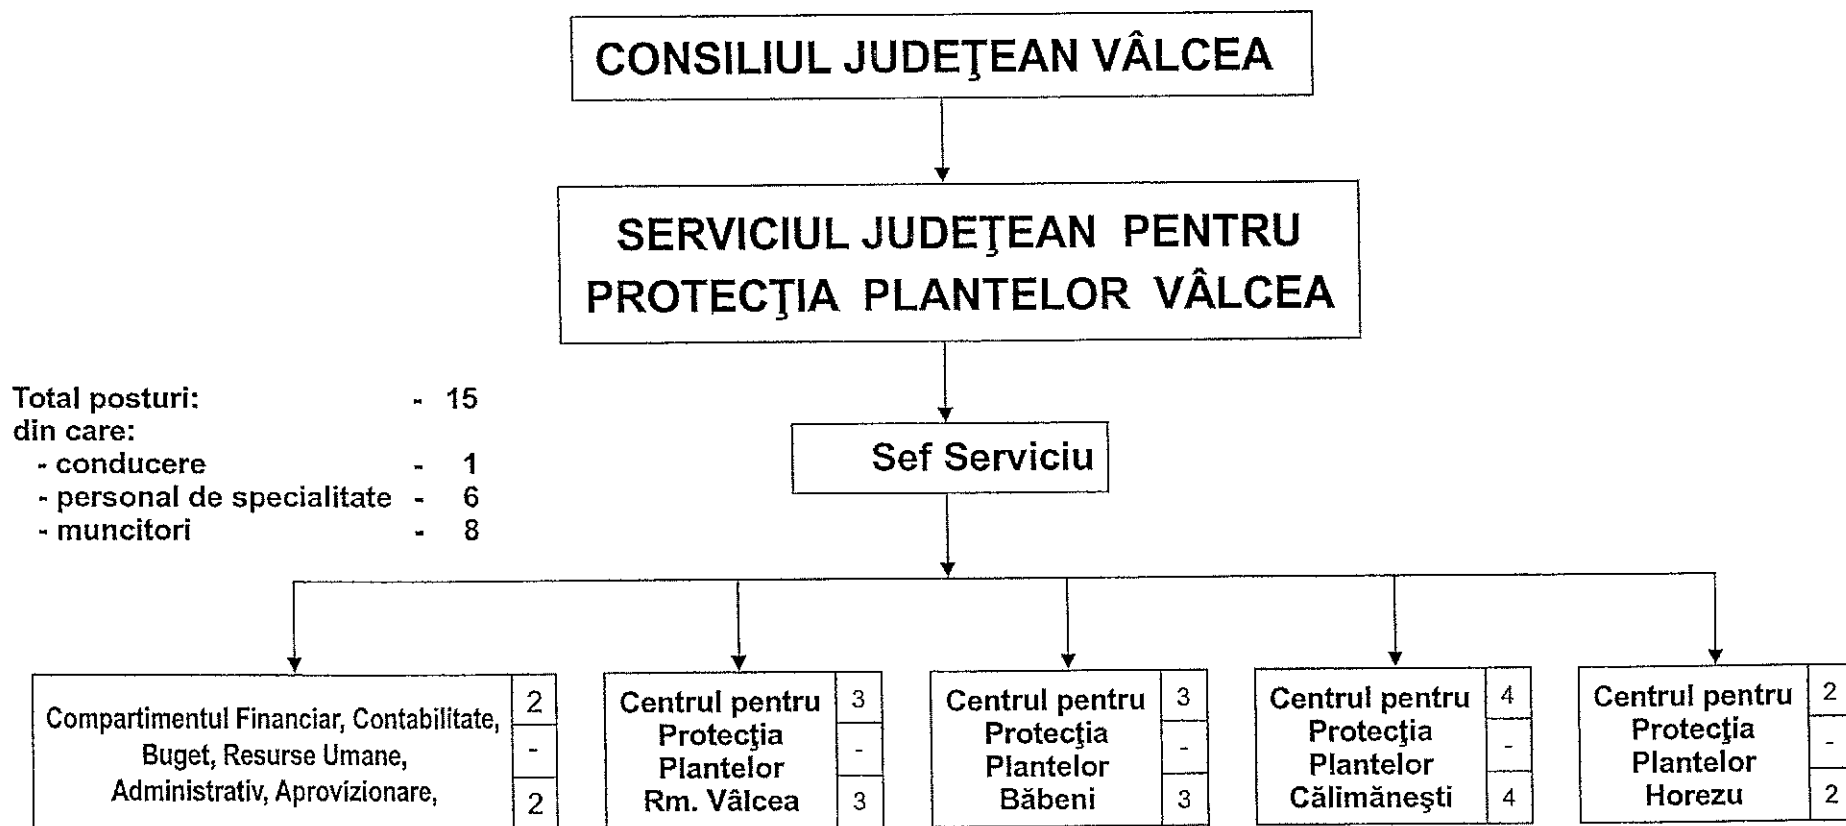 CONSILIUL JUDEŢEAN VÂLCEA
SERVICIUL JUDEŢEAN PENTRU
PROTECŢIA PLANTELOR VÂLCEA
Total posturi: - 15
din care:
- conducere - 1
- personal de specialitate - 6
- muncitori - 8
Sef Serviciu
Compartimentul Financiar, Contabilitate,
Buget, Resurse Umane,
Administrativ, Aprovizionare,
2
-
2
Centrul pentru
Protecţia
Plantelor
Rm. Vâlcea
3
-
3
Centrul pentru
Protecţia
Plantelor
Băbeni
3
-
3
Centrul pentru
Protecţia
Plantelor
Călimăneşti
4
-
4
Centrul pentru
Protecţia
Plantelor
Horezu
2
-
2